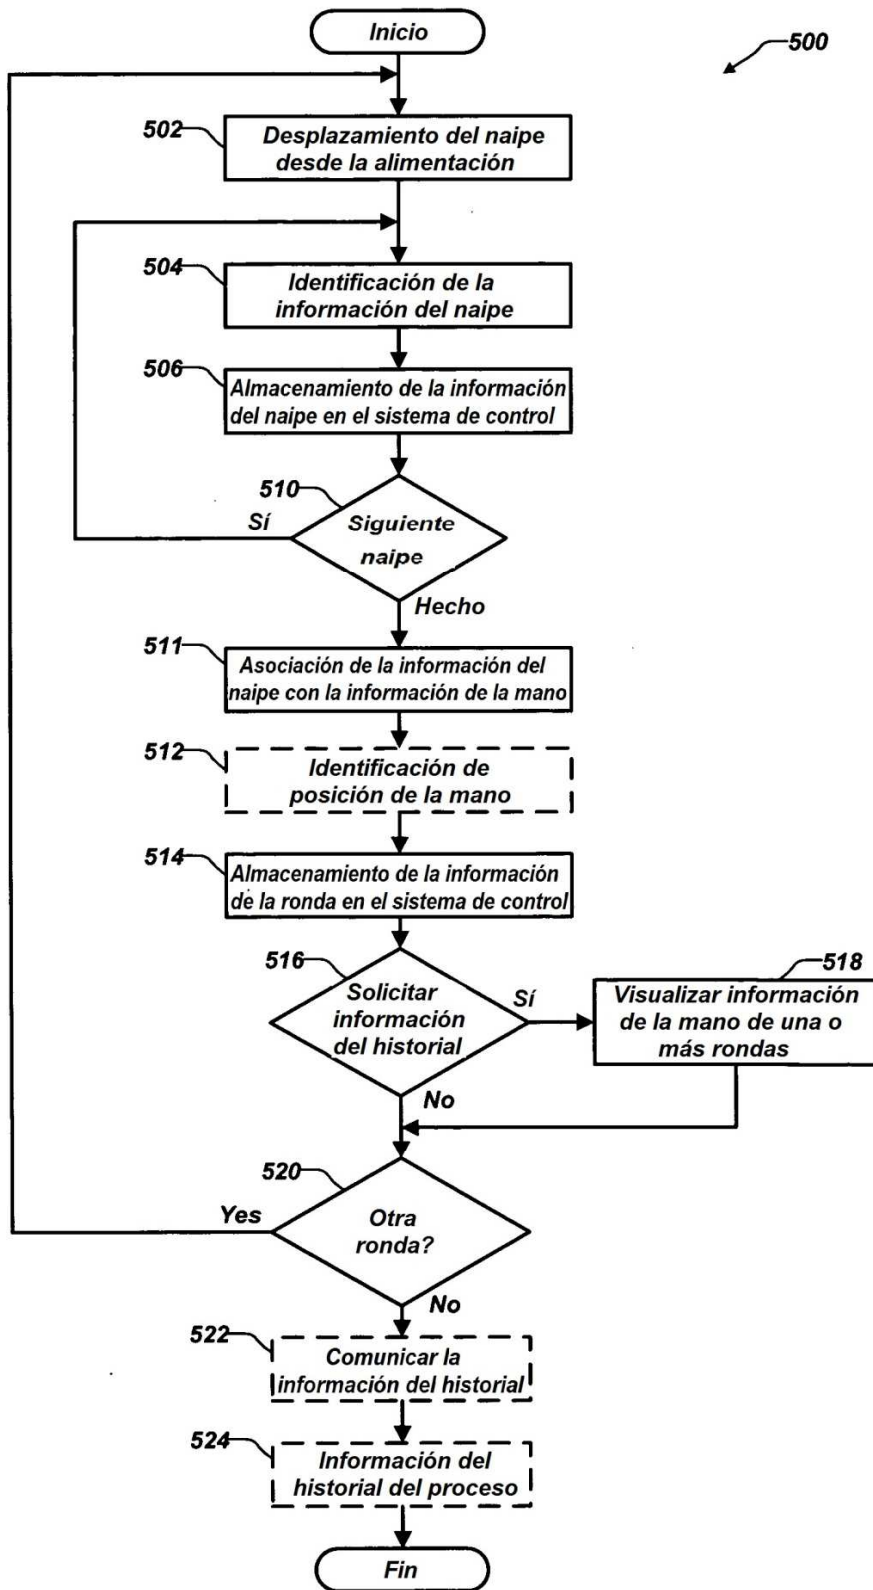 Inicio
500
502
Desplazamiento del naipe
desde la alimentación
504
Identificación de la
información del naipe
506
Almacenamiento de la información
del naipe en el sistema de control
510
Sí
Siguiente
naipe
Hecho
511
Asociación de la información del
naipe con la información de la mano
512
Identificación de
posición de la mano
514
Almacenamiento de la información
de la ronda en el sistema de control
516
Solicitar
información
del historial
Sí
518
Visualizar información
de la mano de una o
más rondas
No
520
Yes
Otra
ronda?
No
522
Comunicar la
información del historial
524
Información del
historial del proceso
Fin